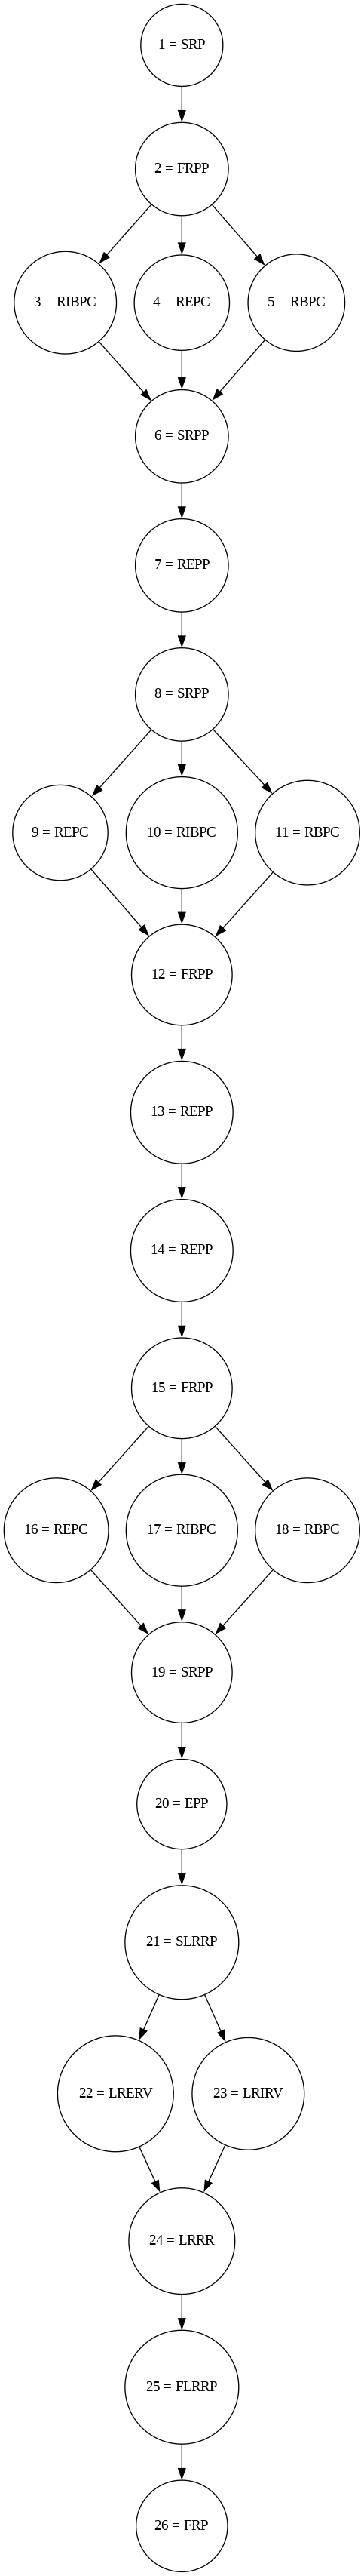 1 = SRP
2 = FRPP
3 = RIBPC
4 = REPC
5 = RBPC
6 = SRPP
7 = REPP
8 = SRPP
9 = REPC
10 = RIBPC
11 = RBPC
12 = FRPP
13 = REPP
14 = REPP
15 = FRPP
16 = REPC
17 = RIBPC
18 = RBPC
19 = SRPP
20 = EPP
21 = SLRRP
22 = LRERV
23 = LRIRV
24 = LRRR
25 = FLRRP
26 = FRP